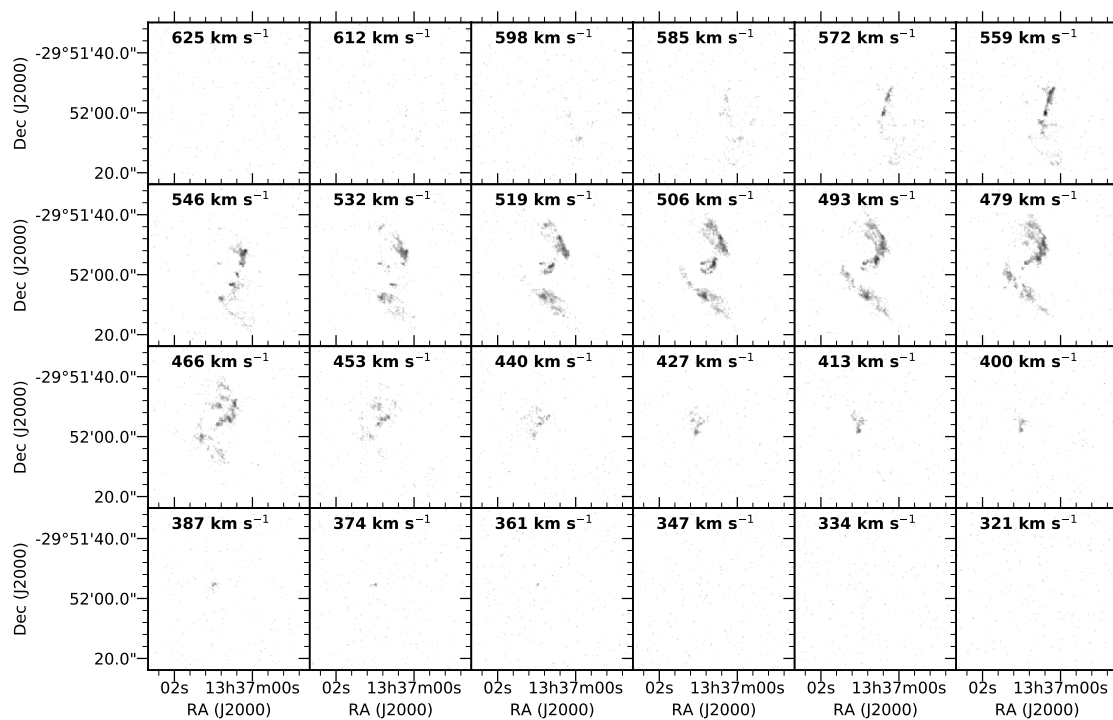 625 km s⁻¹ 612 km s⁻¹ 598 km s⁻¹ 585 km s⁻¹ 572 km s⁻¹ 559 km s⁻¹
-29°51'40.0"
52'00.0"
20.0"
Dec (J2000)
546 km s⁻¹ 532 km s⁻¹ 519 km s⁻¹ 506 km s⁻¹ 493 km s⁻¹ 479 km s⁻¹
-29°51'40.0"
52'00.0"
20.0"
Dec (J2000)
466 km s⁻¹ 453 km s⁻¹ 440 km s⁻¹ 427 km s⁻¹ 413 km s⁻¹ 400 km s⁻¹
-29°51'40.0"
52'00.0"
20.0"
Dec (J2000)
387 km s⁻¹ 374 km s⁻¹ 361 km s⁻¹ 347 km s⁻¹ 334 km s⁻¹ 321 km s⁻¹
-29°51'40.0"
52'00.0"
20.0"
Dec (J2000)
02s 13h37m00s 02s 13h37m00s 02s 13h37m00s 02s 13h37m00s 02s 13h37m00s 02s 13h37m00s
RA (J2000) RA (J2000) RA (J2000) RA (J2000) RA (J2000) RA (J2000)